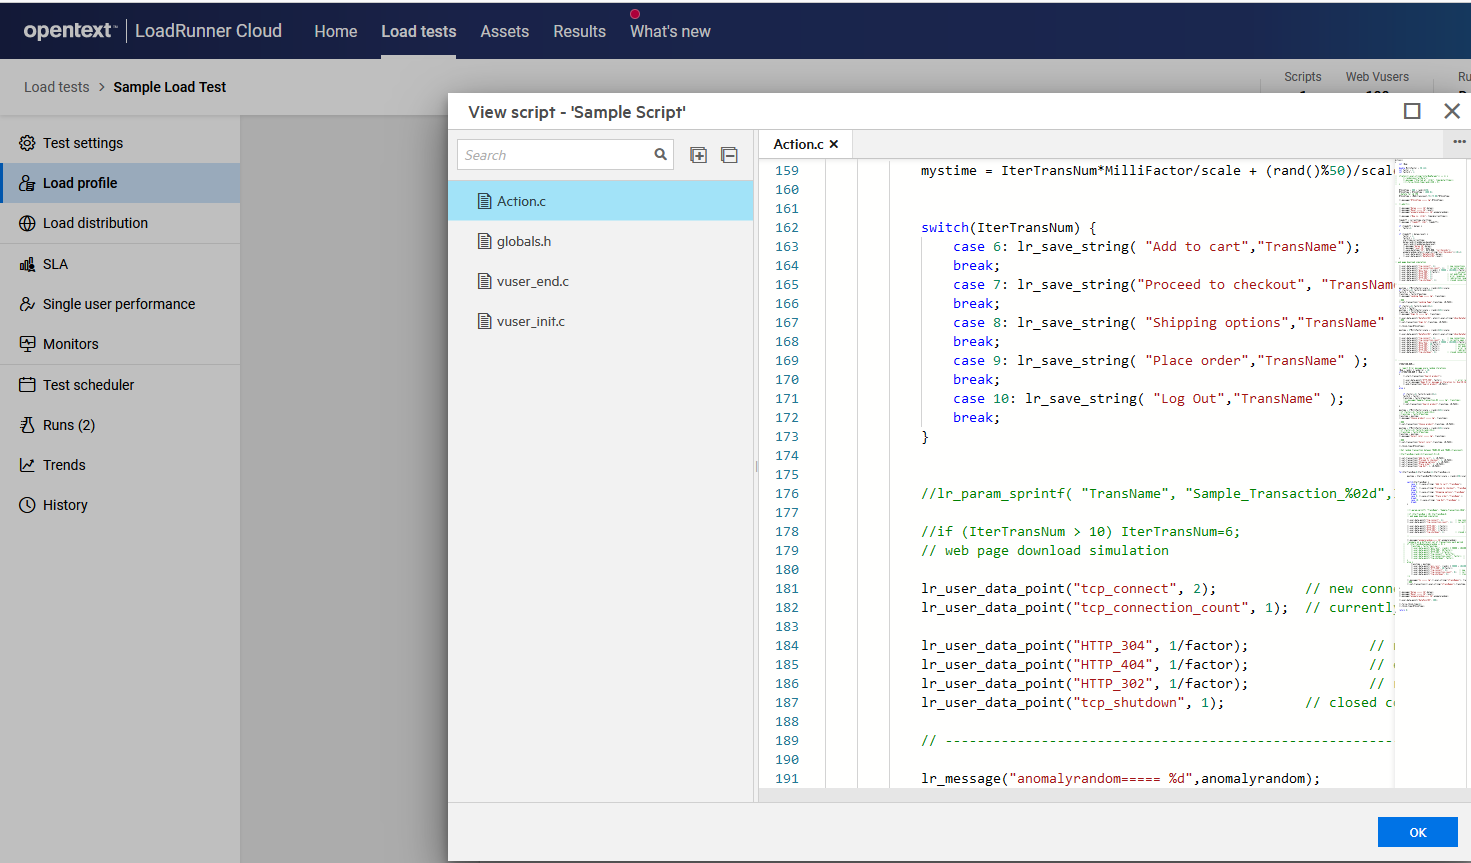 opentext™ | LoadRunner Cloud Home Load tests Assets Results What's new
Load tests > Sample Load Test
Scripts Web Vusers
Test settings
Load profile
Load distribution
SLA
Single user performance
Monitors
Test scheduler
Runs (2)
Trends
History
View script - 'Sample Script'
Search
Action.c
globals.h
vuser_end.c
vuser_init.c
Action.c ×
159 mystime = IterTransNum*MilliFactor/scale + (rand()%50)/scal
160
161
162 switch(IterTransNum) {
163 case 6: lr_save_string( "Add to cart","TransName");
164 break;
165 case 7: lr_save_string("Proceed to checkout", "TransNam
166 break;
167 case 8: lr_save_string( "Shipping options","TransName"
168 break;
169 case 9: lr_save_string( "Place order","TransName" );
170 break;
171 case 10: lr_save_string( "Log Out","TransName" );
172 break;
173 }
174
175
176 //lr_param_sprintf( "TransName", "Sample_Transaction_%02d",
177
178 //if (IterTransNum > 10) IterTransNum=6;
179 // web page download simulation
180
181 lr_user_data_point("tcp_connect", 2); // new conn
182 lr_user_data_point("tcp_connection_count", 1); // currently
183
184 lr_user_data_point("HTTP_304", 1/factor); //
185 lr_user_data_point("HTTP_404", 1/factor); //
186 lr_user_data_point("HTTP_302", 1/factor); //
187 lr_user_data_point("tcp_shutdown", 1); // closed c
188
189 // --------------------------------------------------------
190
191 lr_message("anomalyrandom===== %d",anomalyrandom);
OK